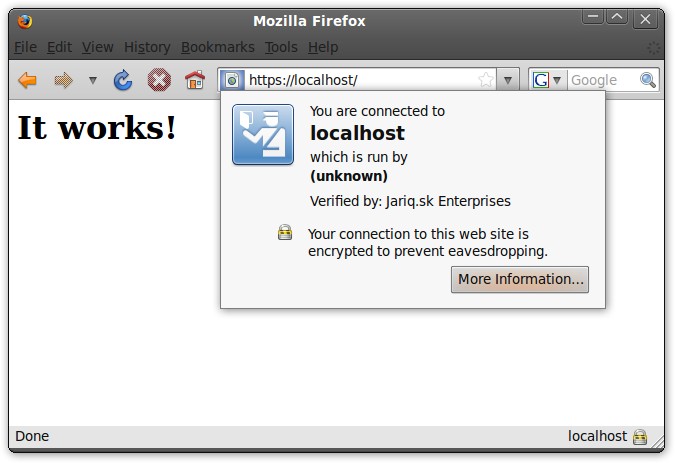 Mozilla Firefox
File Edit View History Bookmarks Tools Help
https://localhost/
G Google
It works!
You are connected to
localhost
which is run by
(unknown)
Verified by: Jariq.sk Enterprises
Your connection to this web site is
encrypted to prevent eavesdropping.
More Information...
Done localhost